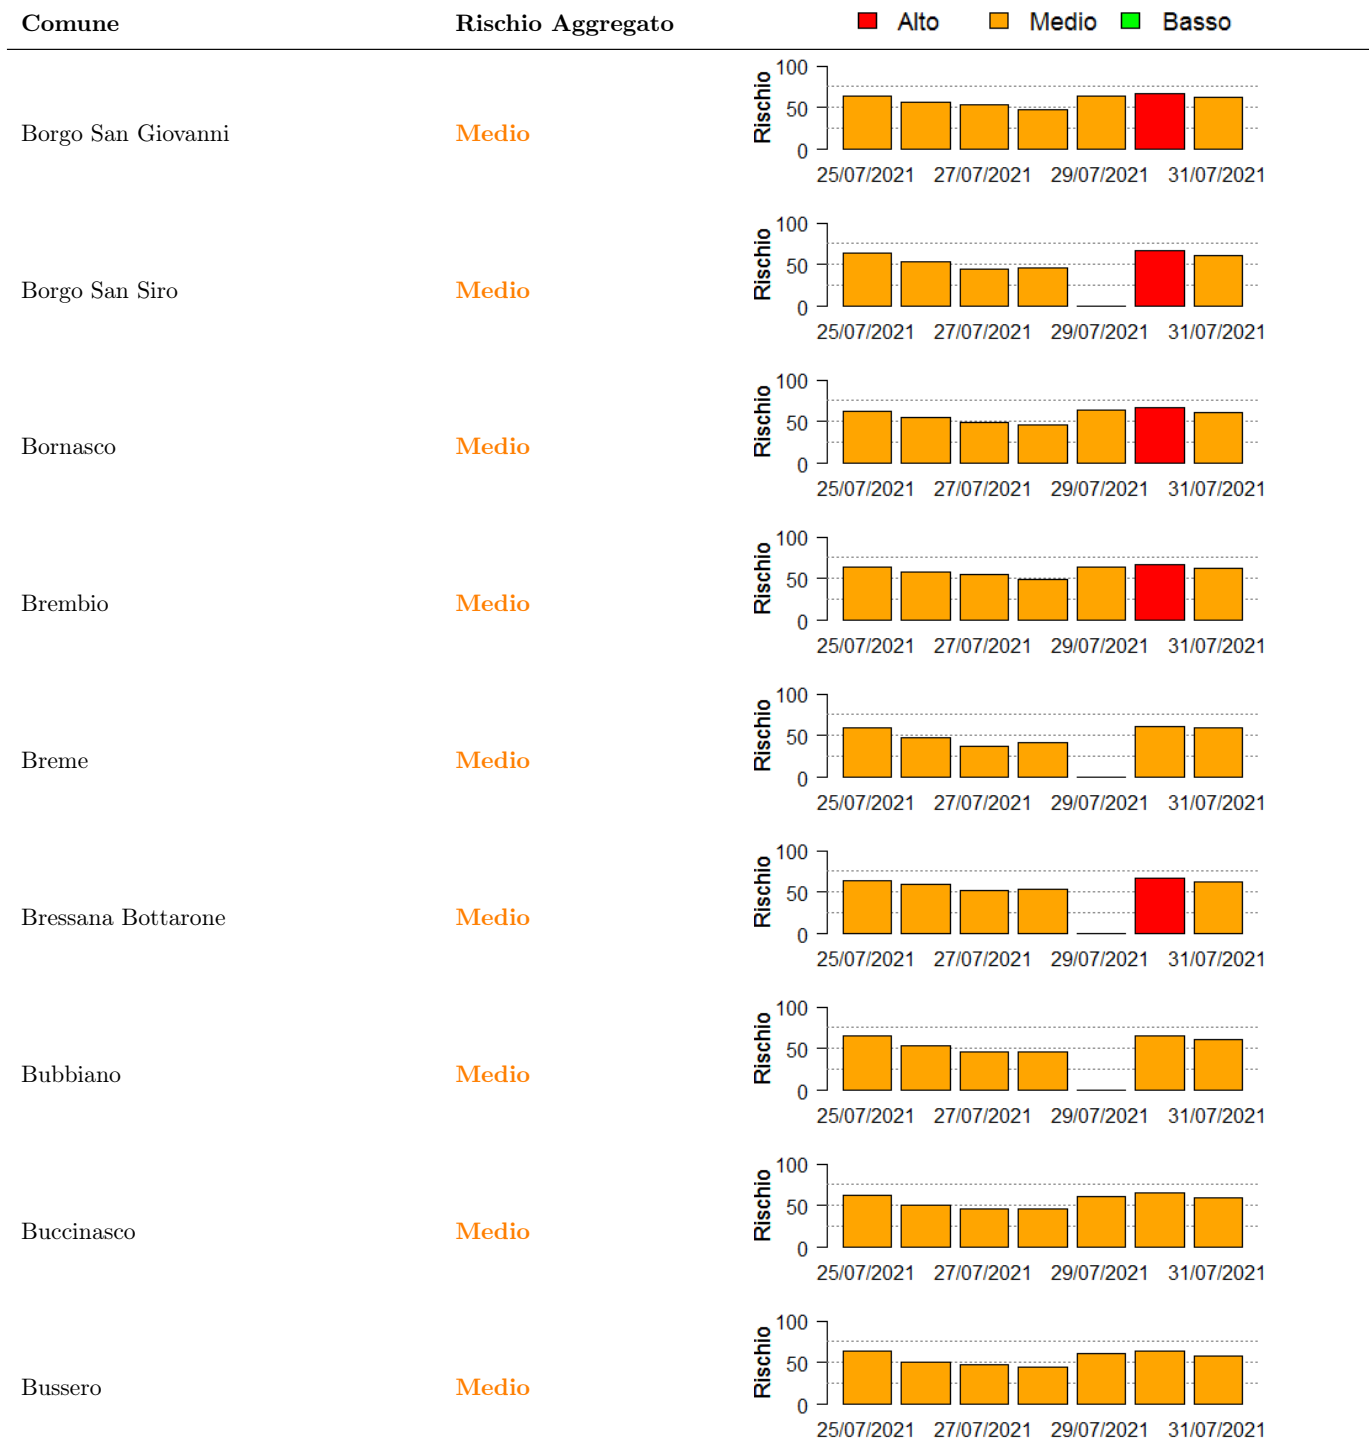 Comune Rischio Aggregato Alto Medio Basso
100
50
0
Rischio
Borgo San Giovanni Medio
25/07/2021 27/07/2021 29/07/2021 31/07/2021
100
50
0
Rischio
Borgo San Siro Medio
25/07/2021 27/07/2021 29/07/2021 31/07/2021
100
50
0
Rischio
Bornasco Medio
25/07/2021 27/07/2021 29/07/2021 31/07/2021
100
50
0
Rischio
Brembio Medio
25/07/2021 27/07/2021 29/07/2021 31/07/2021
100
50
0
Rischio
Breme Medio
25/07/2021 27/07/2021 29/07/2021 31/07/2021
100
50
0
Rischio
Bressana Bottarone Medio
25/07/2021 27/07/2021 29/07/2021 31/07/2021
100
50
0
Rischio
Bubbiano Medio
25/07/2021 27/07/2021 29/07/2021 31/07/2021
100
50
0
Rischio
Buccinasco Medio
25/07/2021 27/07/2021 29/07/2021 31/07/2021
100
50
0
Rischio
Bussero Medio
25/07/2021 27/07/2021 29/07/2021 31/07/2021